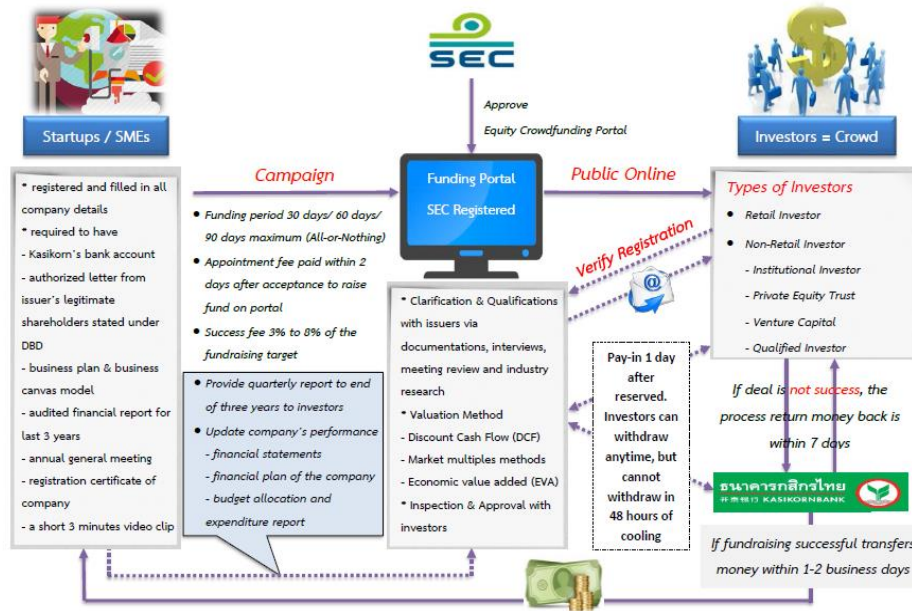 SEC
Approve
Equity Crowdfunding Portal
Startups / SMEs
* registered and filled in all
company details
* required to have
- Kasikorn's bank account
- authorized letter from
issuer's legitimate
shareholders stated under
DBD
- business plan & business
canvas model
- audited financial report for
last 3 years
- annual general meeting
- registration certificate of
company
- a short 3 minutes video clip
Campaign
• Funding period 30 days/ 60 days/
90 days maximum (All-or-Nothing)
• Appointment fee paid within 2
days after acceptance to raise
fund on portal
• Success fee 3% to 8% of the
fundraising target
• Provide quarterly report to end
of three years to investors
• Update company's performance
- financial statements
- financial plan of the company
- budget allocation and
expenditure report
Funding Portal
SEC Registered
* Clarification & Qualifications
with issuers via
documentations, interviews,
meeting review and industry
research
* Valuation Method
- Discount Cash Flow (DCF)
- Market multiples methods
- Economic value added (EVA)
* Inspection & Approval with
investors
Public Online
Verify Registration
@
Pay-in 1 day
after
reserved.
Investors can
withdraw
anytime, but
cannot
withdraw in
48 hours of
cooling
$
Investors = Crowd
Types of Investors
• Retail Investor
• Non-Retail Investor
- Institutional Investor
- Private Equity Trust
- Venture Capital
- Qualified Investor
If deal is not success, the
process return money back is
within 7 days
ธนาคารกสิกรไทย
开泰银行 KASIKORNBANK
If fundraising successful transfers
money within 1-2 business days